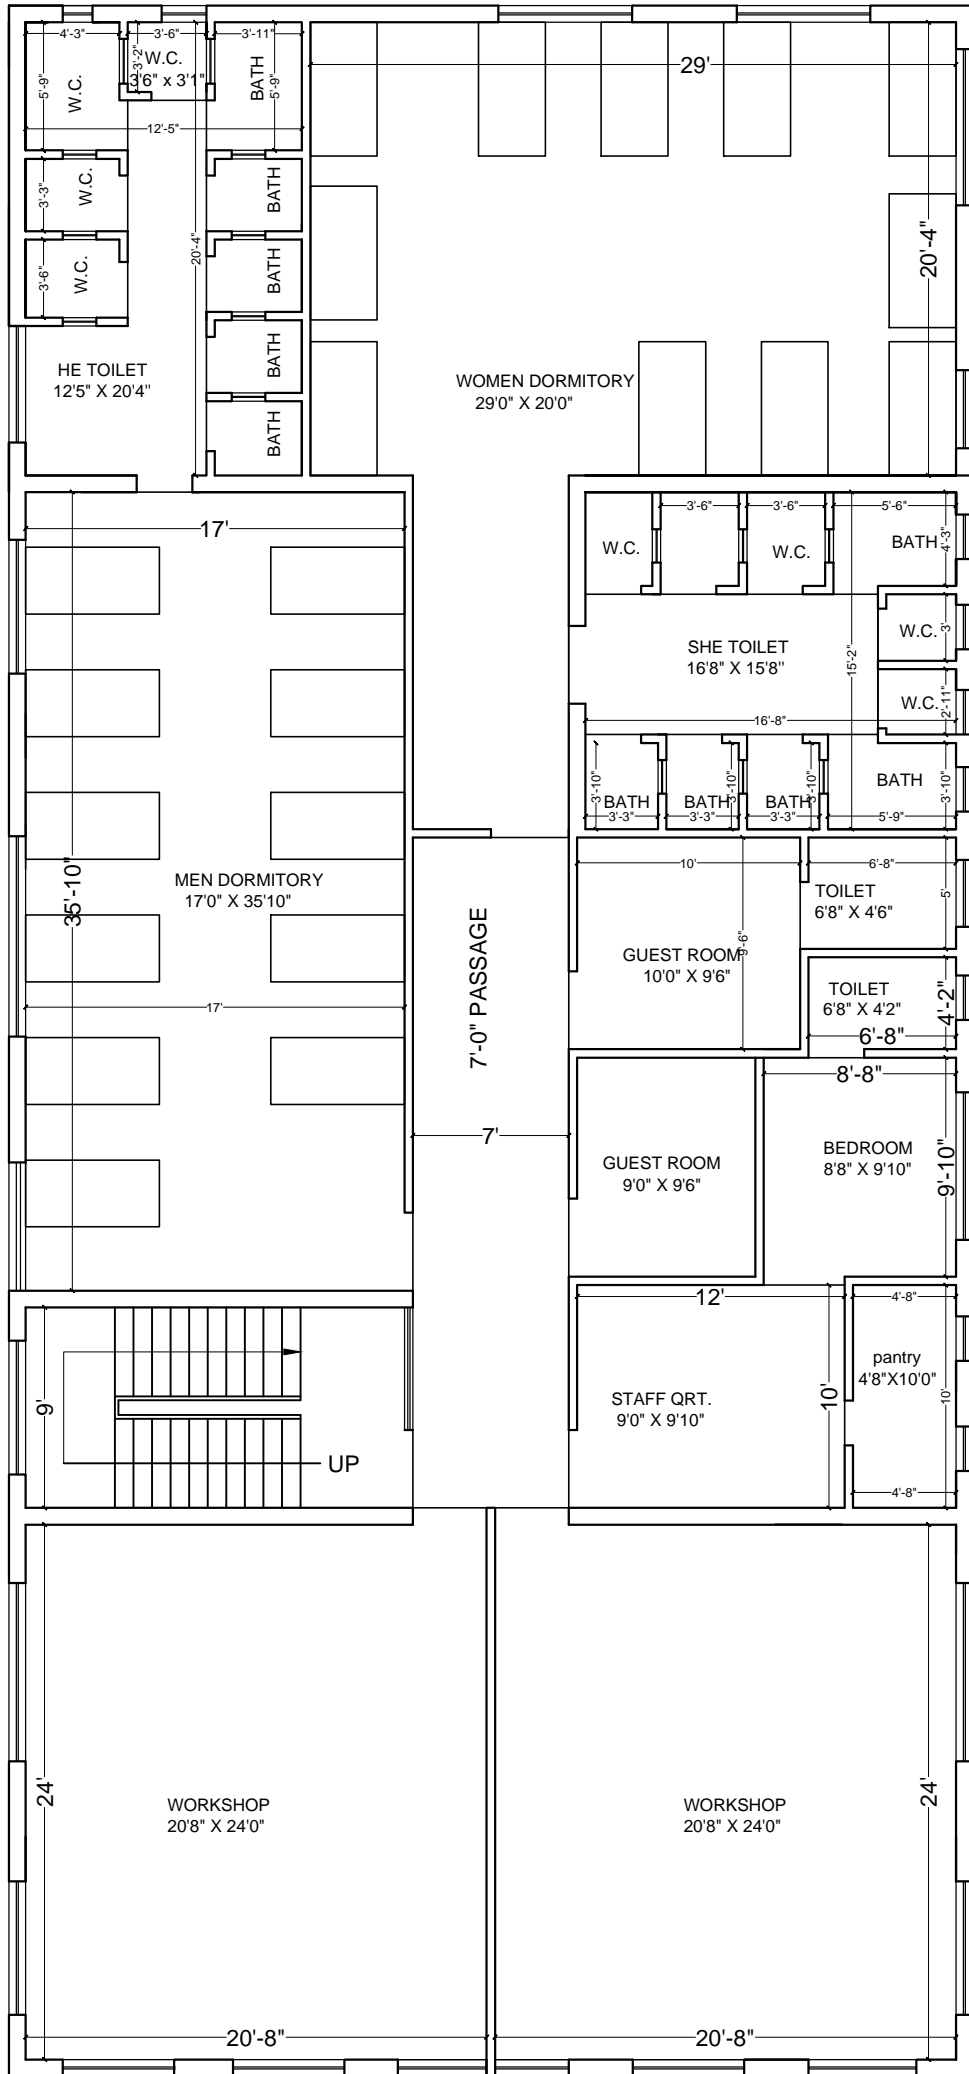 4'-3"
3'-6"
3'-11"
3'-2"
W.C.
3'6" x 3'1"
5'-9"
W.C.
BATH
5'-9"
12'-5"
29'
3'-3"
W.C.
BATH
20'-4"
20'-4"
3'-6"
W.C.
BATH
BATH
BATH
HE TOILET
12'5" X 20'4"
WOMEN DORMITORY
29'0" X 20'0"
17'
3'-6"
3'-6"
5'-6"
W.C.
W.C.
BATH
4'-3"
W.C.
3'
SHE TOILET
16'8" X 15'8"
15'-2"
W.C.
2'-11"
16'-8"
3'-10"
BATH
3'-3"
BATH
3'-10"
3'-3"
BATH
3'-10"
3'-3"
BATH
3'-10"
5'-9"
35'-10"
MEN DORMITORY
17'0" X 35'10"
17'
7'-0" PASSAGE
7'
10'
9'-6"
GUEST ROOM
10'0" X 9'6"
6'-8"
TOILET
6'8" X 4'6"
5'
TOILET
6'8" X 4'2"
4'-2"
6'-8"
8'-8"
GUEST ROOM
9'0" X 9'6"
BEDROOM
8'8" X 9'10"
9'-10"
12'
4'-8"
9'
STAFF QRT.
9'0" X 9'10"
10'
pantry
4'8"X10'0"
10'
UP
4'-8"
24'
WORKSHOP
20'8" X 24'0"
WORKSHOP
20'8" X 24'0"
24'
20'-8"
20'-8"